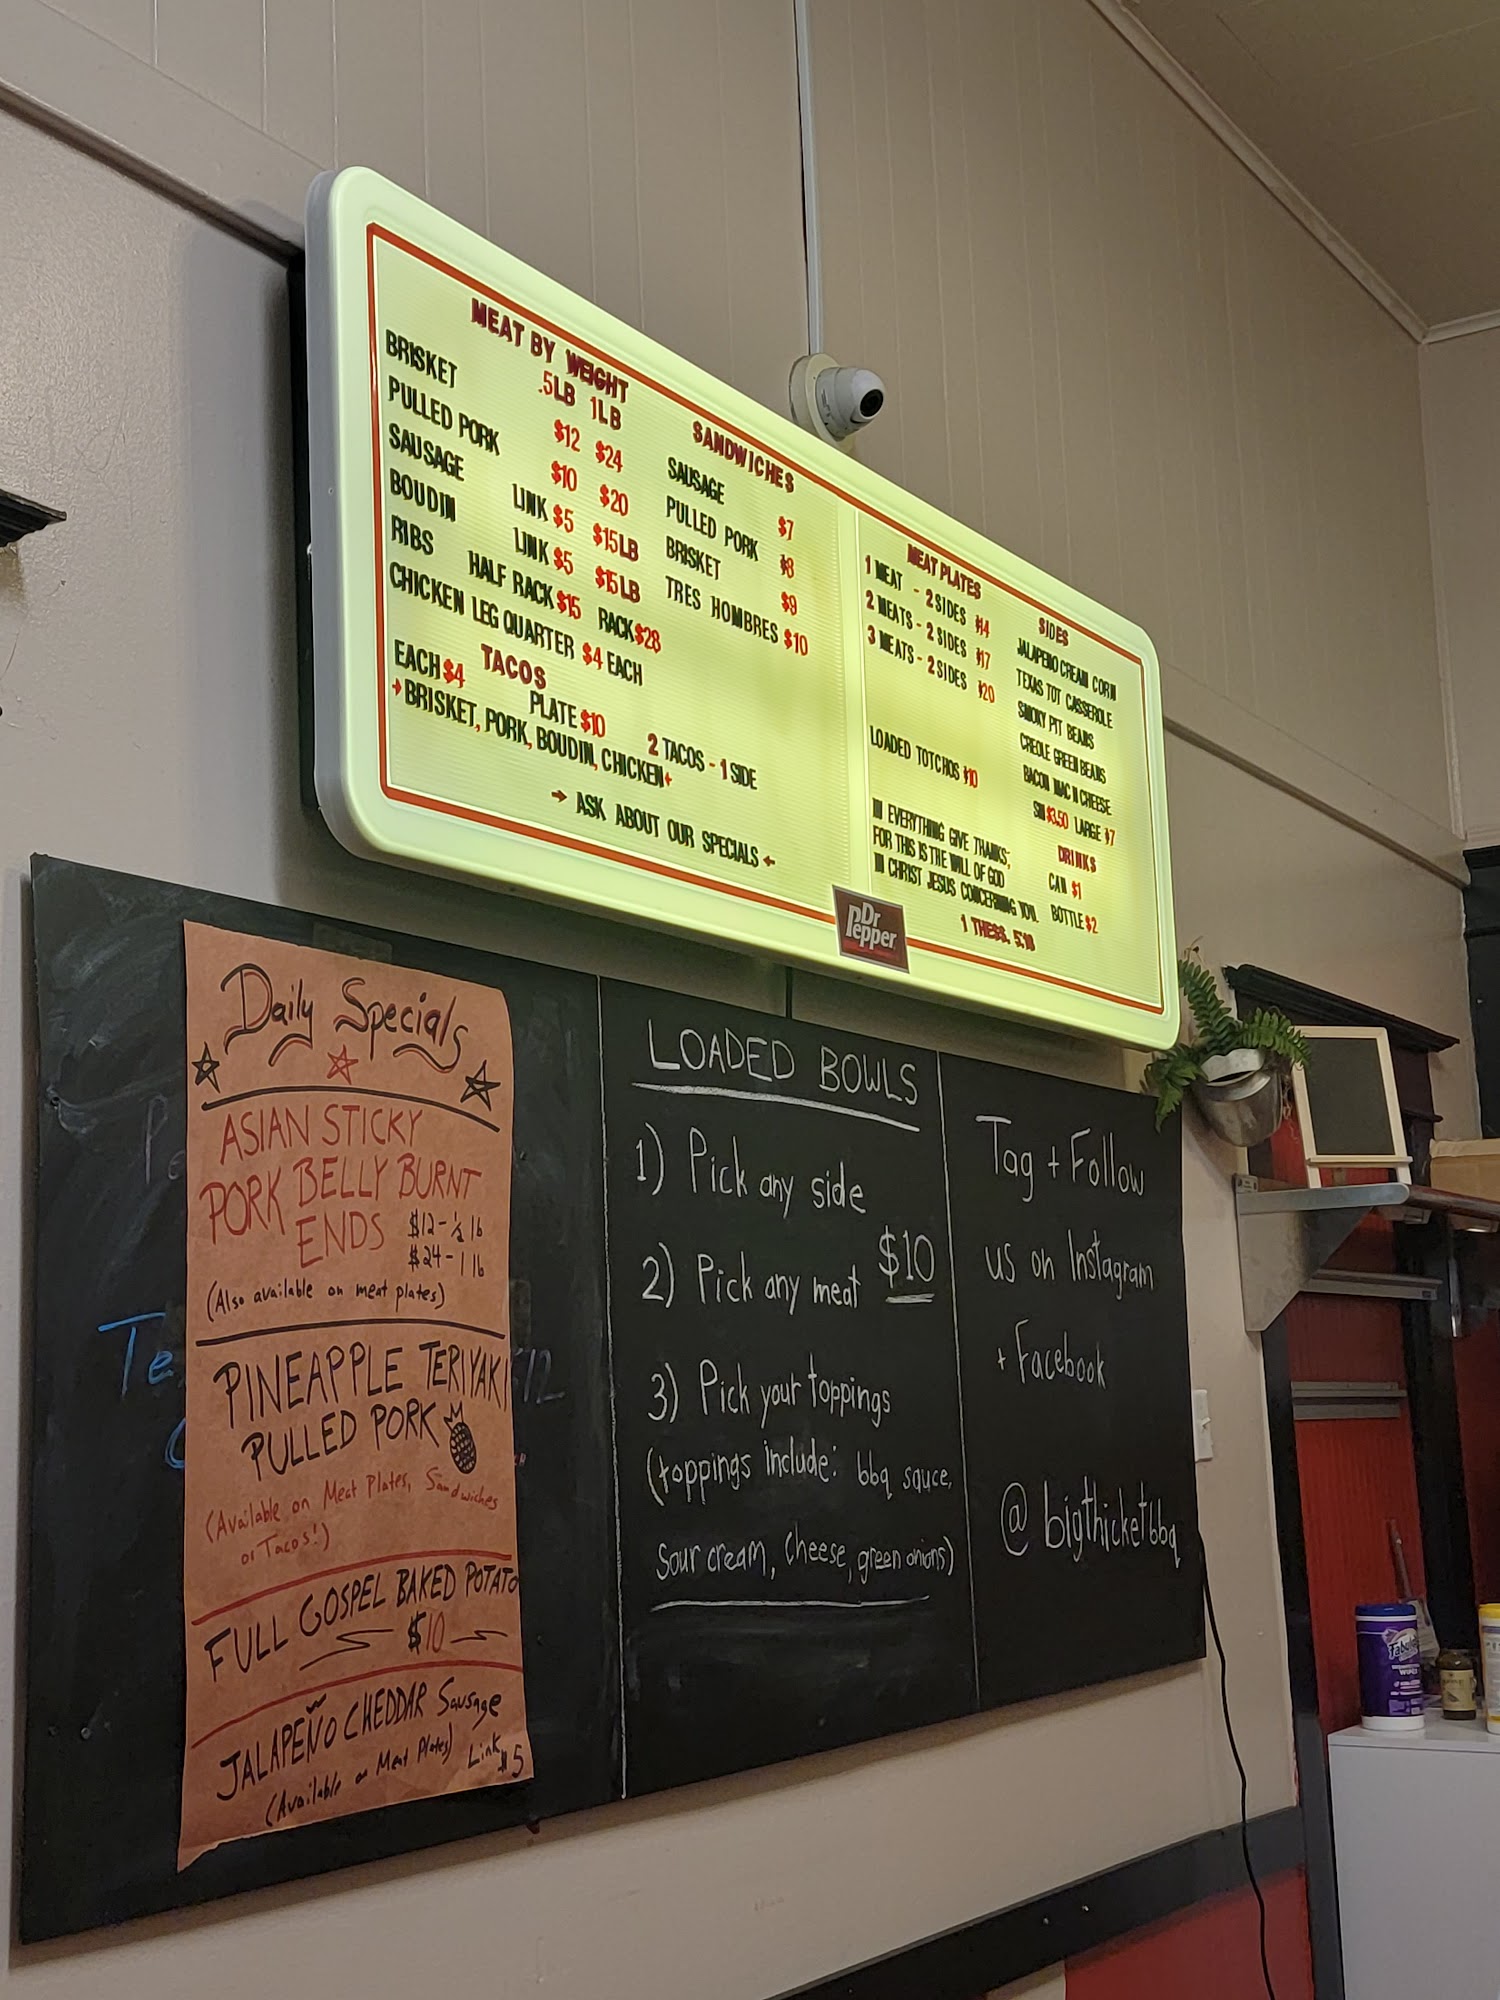 MEAT BY WEIGHT
.5LB 1LB
BRISKET $12 $24
PULLED PORK $10 $20
SAUSAGE LINK $5 $15LB
BOUDIN LINK $5 $15LB
RIBS HALF RACK $15 RACK $28
CHICKEN LEG QUARTER $4 EACH
TACOS
EACH $4 PLATE $10 2 TACOS - 1 SIDE
BRISKET, PORK, BOUDIN, CHICKEN
→ ASK ABOUT OUR SPECIALS ←
SANDWICHES
SAUSAGE $7
PULLED PORK $8
BRISKET $9
TRES HOMBRES $10
MEAT PLATES
1 MEAT - 2 SIDES $14
2 MEATS - 2 SIDES $17
3 MEATS - 2 SIDES $20
LOADED TOTCHOS $10
IN EVERYTHING GIVE THANKS;
FOR THIS IS THE WILL OF GOD
IN CHRIST JESUS CONCERNING YOU.
1 THESS. 5:18
SIDES
JALAPENO CREAM CORN
TEXAS TOT CASSEROLE
SMOKY PIT BEANS
CREOLE GREEN BEANS
BACON MAC N CHEESE
SM $3.50 LARGE $7
DRINKS
CAN $1
BOTTLE $2
Dr Pepper
Daily Specials
ASIAN STICKY
PORK BELLY BURNT
ENDS $12 - ½ lb
$24 - 1 lb
(Also available on meat plates)
PINEAPPLE TERIYAKI
PULLED PORK
(Available on Meat Plates, Sandwiches
or Tacos!)
FULL GOSPEL BAKED POTATO
$10
JALAPEÑO CHEDDAR Sausage
(Available on Meat Plates) Link $5
LOADED BOWLS
1) Pick any side
2) Pick any meat $10
3) Pick your toppings
(toppings include: bbq sauce,
Sour cream, cheese, green onions)
Tag + Follow
us on Instagram
+ Facebook
@bigthicketbbq